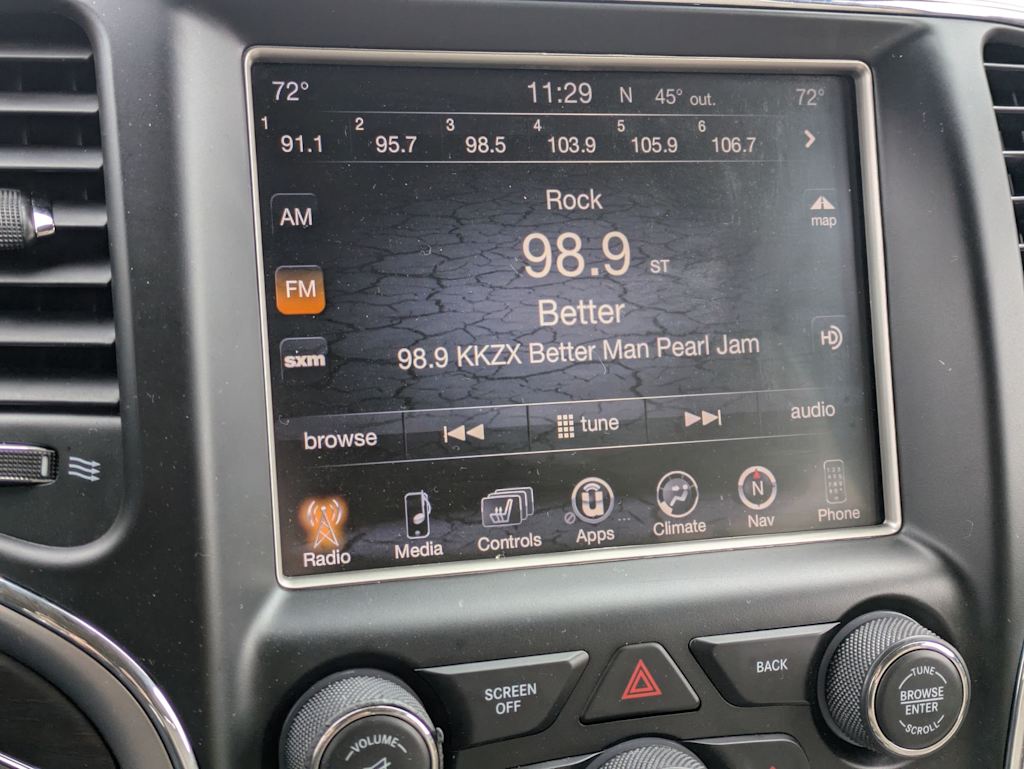 72° 11:29 N 45° out. 72°
1 2 3 4 5 6
91.1 95.7 98.5 103.9 105.9 106.7
Rock
AM
map
98.9 ST
FM
Better
HD
98.9 KKZX Better Man Pearl Jam
sxm
browse tune audio
N
Radio Media Controls Apps Climate Nav Phone
SCREEN
OFF
BACK
TUNE
BROWSE
ENTER
SCROLL
VOLUME